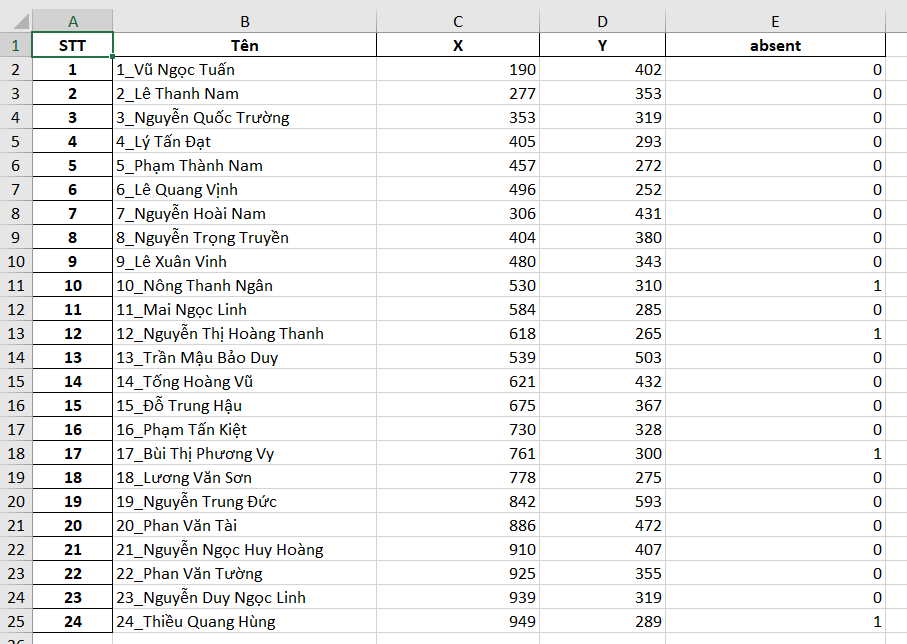 A B C D E
1 STT Tên X Y absent
2 1 1_Vũ Ngọc Tuấn 190 402 0
3 2 2_Lê Thanh Nam 277 353 0
4 3 3_Nguyễn Quốc Trường 353 319 0
5 4 4_Lý Tấn Đạt 405 293 0
6 5 5_Phạm Thành Nam 457 272 0
7 6 6_Lê Quang Vịnh 496 252 0
8 7 7_Nguyễn Hoài Nam 306 431 0
9 8 8_Nguyễn Trọng Truyền 404 380 0
10 9 9_Lê Xuân Vinh 480 343 0
11 10 10_Nông Thanh Ngân 530 310 1
12 11 11_Mai Ngọc Linh 584 285 0
13 12 12_Nguyễn Thị Hoàng Thanh 618 265 1
14 13 13_Trần Mậu Bảo Duy 539 503 0
15 14 14_Tống Hoàng Vũ 621 432 0
16 15 15_Đỗ Trung Hậu 675 367 0
17 16 16_Phạm Tấn Kiệt 730 328 0
18 17 17_Bùi Thị Phương Vy 761 300 1
19 18 18_Lương Văn Sơn 778 275 0
20 19 19_Nguyễn Trung Đức 842 593 0
21 20 20_Phan Văn Tài 886 472 0
22 21 21_Nguyễn Ngọc Huy Hoàng 910 407 0
23 22 22_Phan Văn Tường 925 355 0
24 23 23_Nguyễn Duy Ngọc Linh 939 319 0
25 24 24_Thiều Quang Hùng 949 289 1